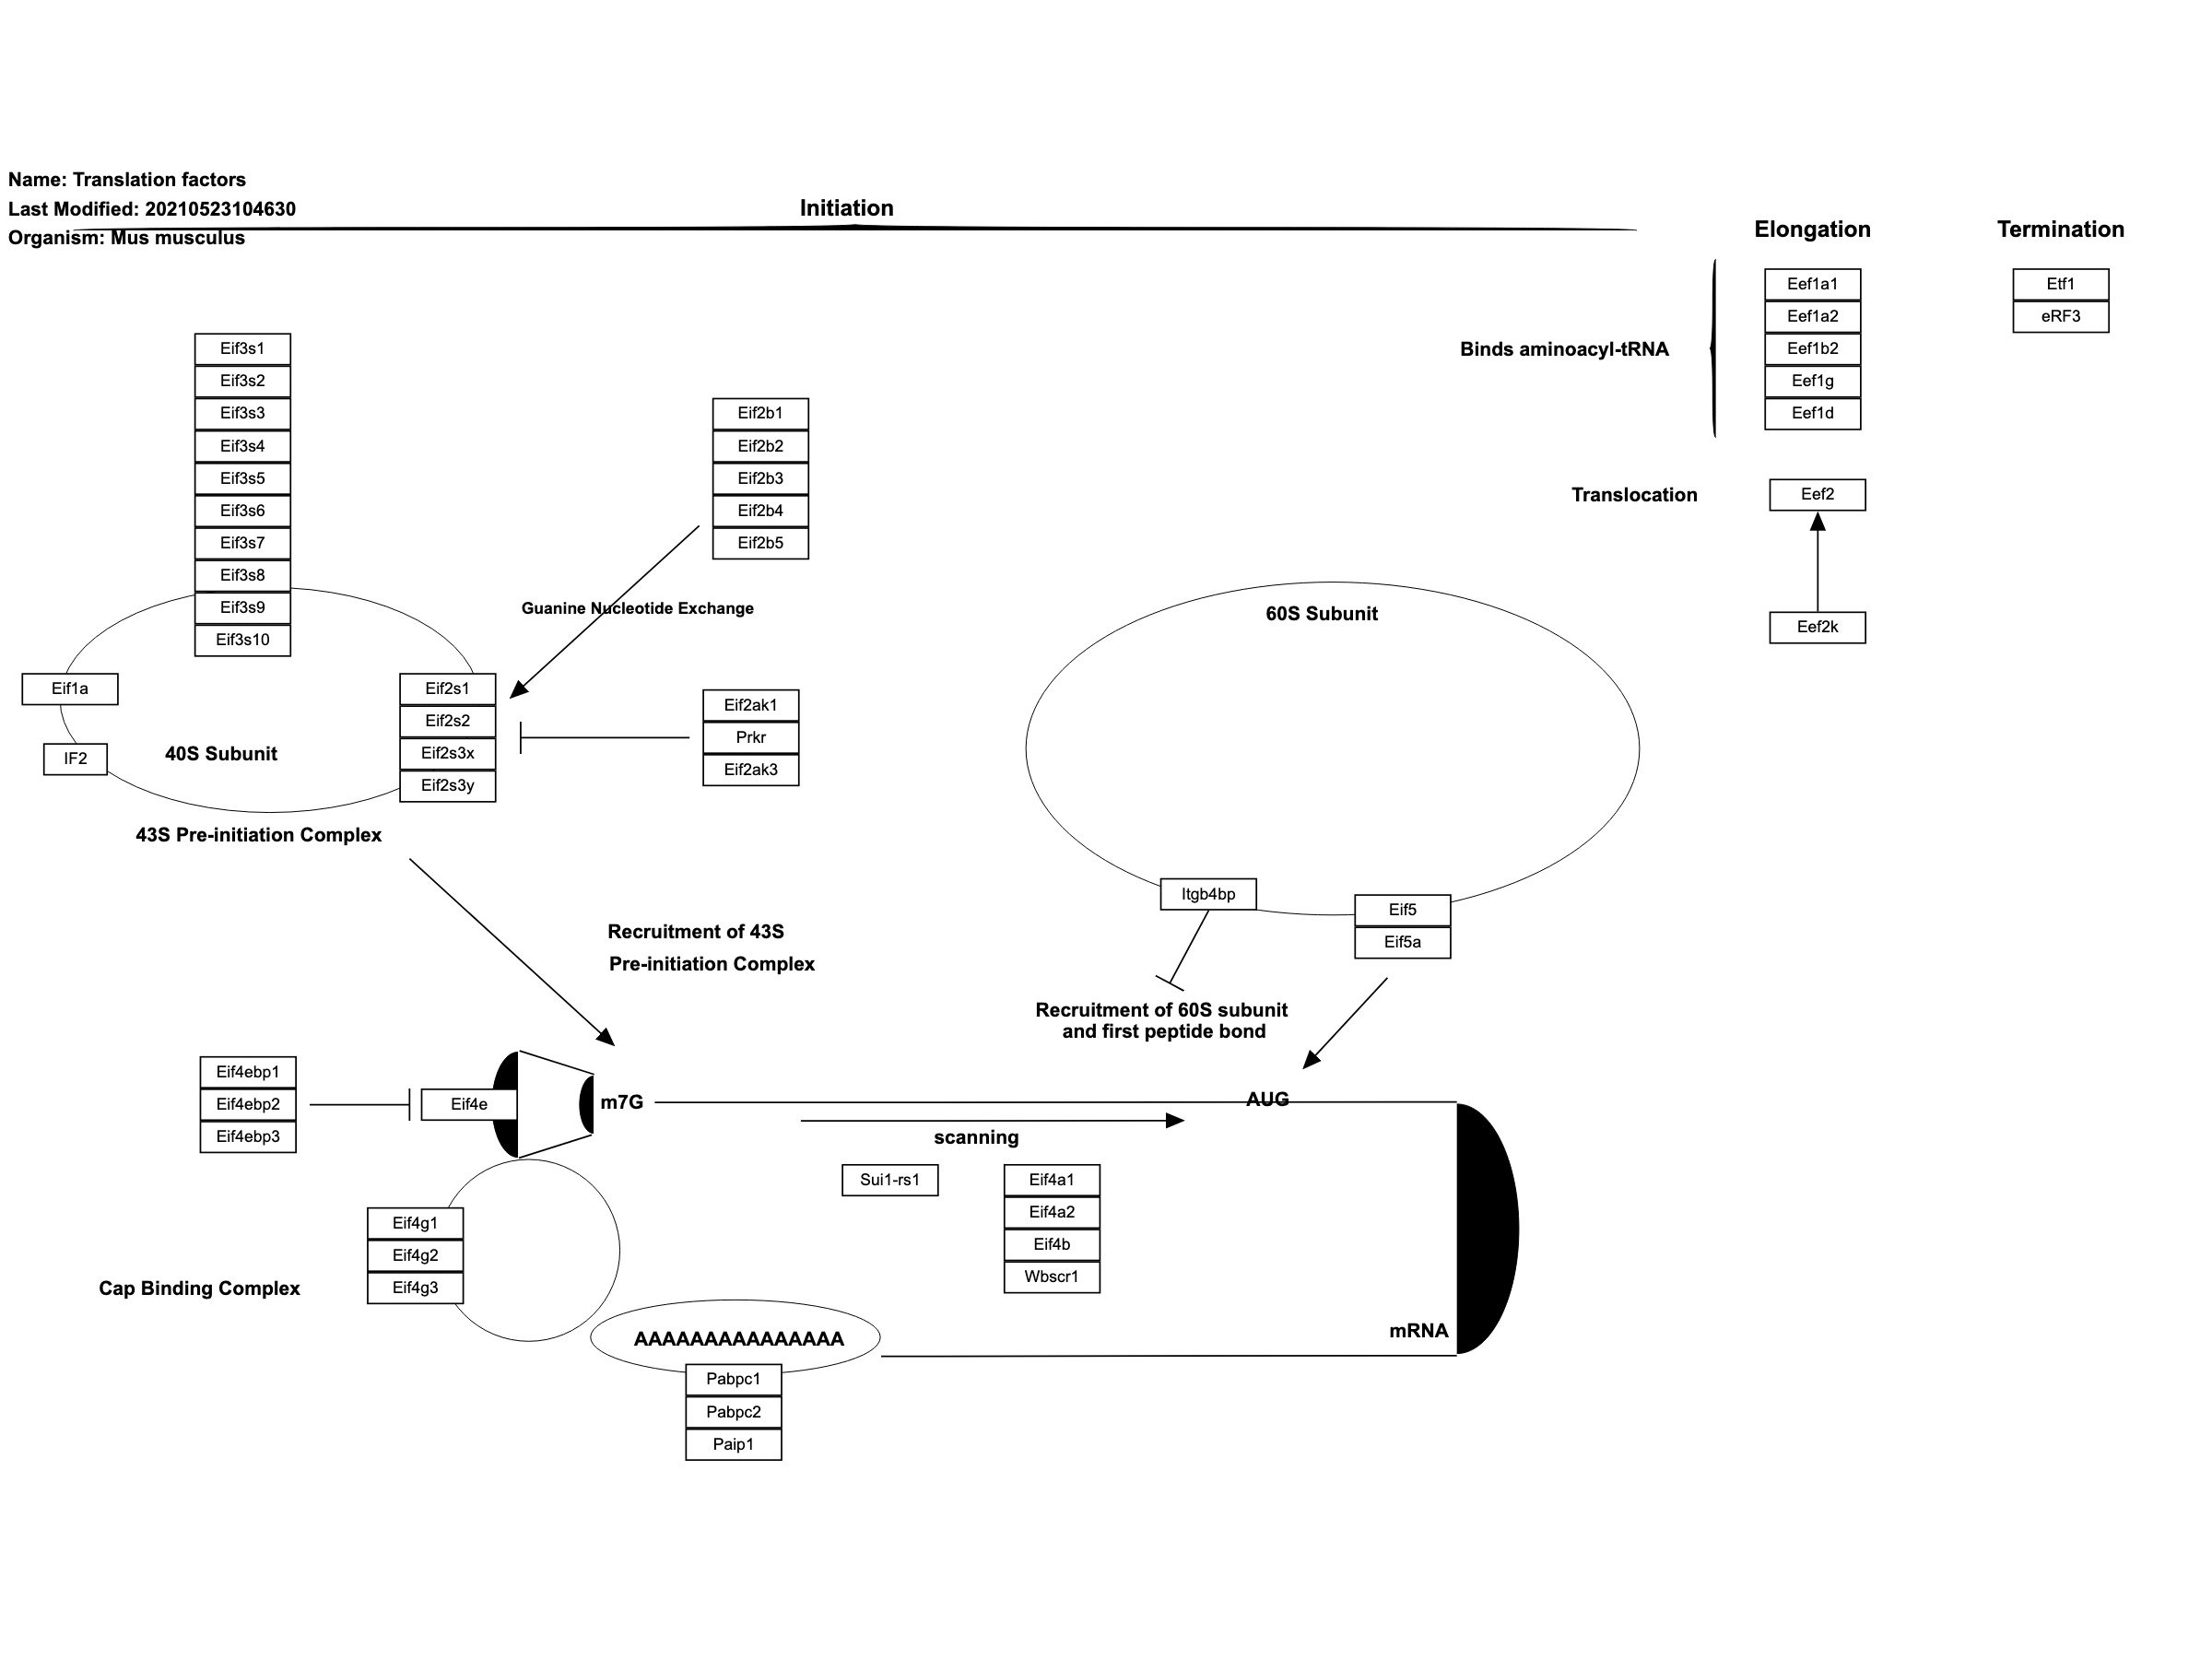 Name: Translation factors
Last Modified: 20210523104630
Organism: Mus musculus
Initiation
Elongation
Termination
Eef1a1
Eef1a2
Eef1b2
Eef1g
Eef1d
Etf1
eRF3
Binds aminoacyl-tRNA
Eif3s1
Eif3s2
Eif3s3
Eif3s4
Eif3s5
Eif3s6
Eif3s7
Eif3s8
Eif3s9
Eif3s10
Eif2b1
Eif2b2
Eif2b3
Eif2b4
Eif2b5
Translocation
Eef2
Eef2k
Guanine Nucleotide Exchange
60S Subunit
Eif1a
IF2
40S Subunit
Eif2s1
Eif2s2
Eif2s3x
Eif2s3y
Eif2ak1
Prkr
Eif2ak3
43S Pre-initiation Complex
Recruitment of 43S
Pre-initiation Complex
Itgb4bp
Eif5
Eif5a
Recruitment of 60S subunit
and first peptide bond
Eif4ebp1
Eif4ebp2
Eif4ebp3
Eif4e
m7G
AUG
scanning
Sui1-rs1
Eif4a1
Eif4a2
Eif4b
Wbscr1
Eif4g1
Eif4g2
Eif4g3
Cap Binding Complex
AAAAAAAAAAAAAAA
mRNA
Pabpc1
Pabpc2
Paip1